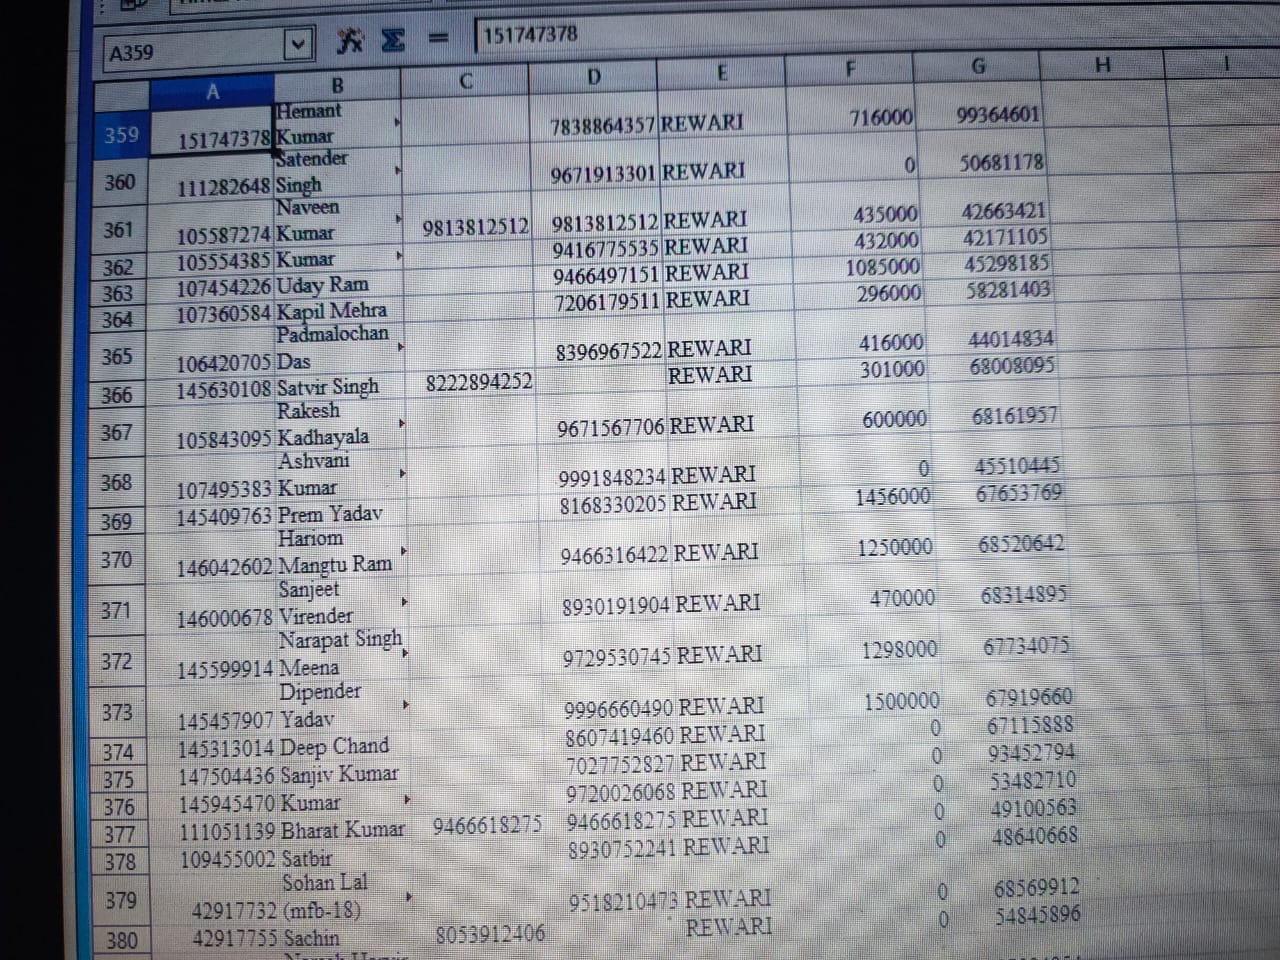 A359 = 151747378
A B C D E F G H I
359 151747378 Hemant Kumar 7838864357 REWARI 716000 99364601
360 111282648 Satender Singh 9671913301 REWARI 0 50681178
361 105587274 Naveen Kumar 9813812512 9813812512 REWARI 435000 42663421
362 105554385 Kumar 9416775535 REWARI 432000 42171105
363 107454226 Uday Ram 9466497151 REWARI 1085000 45298185
364 107360584 Kapil Mehra 7206179511 REWARI 296000 58281403
365 106420705 Padmalochan Das 8396967522 REWARI 416000 44014834
366 145630108 Satvir Singh 8222894252 REWARI 301000 68008095
367 105843095 Rakesh Kadhayala 9671567706 REWARI 600000 68161957
368 107495383 Ashvani Kumar 9991848234 REWARI 0 45510445
369 145409763 Prem Yadav 8168330205 REWARI 1456000 67653769
370 146042602 Hariom Mangtu Ram 9466316422 REWARI 1250000 68520642
371 146000678 Sanjeet Virender 8930191904 REWARI 470000 68314895
372 145599914 Narapat Singh Meena 9729530745 REWARI 1298000 67734075
373 145457907 Dipender Yadav 9996660490 REWARI 1500000 67919660
374 145313014 Deep Chand 8607419460 REWARI 0 67115888
375 147504436 Sanjiv Kumar 7027752827 REWARI 0 93452794
376 145945470 Kumar 9720026068 REWARI 0 53482710
377 111051139 Bharat Kumar 9466618275 9466618275 REWARI 0 49100563
378 109455002 Satbir 8930752241 REWARI 0 48640668
379 42917732 Sohan Lal (mfb-18) 9518210473 REWARI 0 68569912
380 42917755 Sachin 8053912406 REWARI 0 54845896